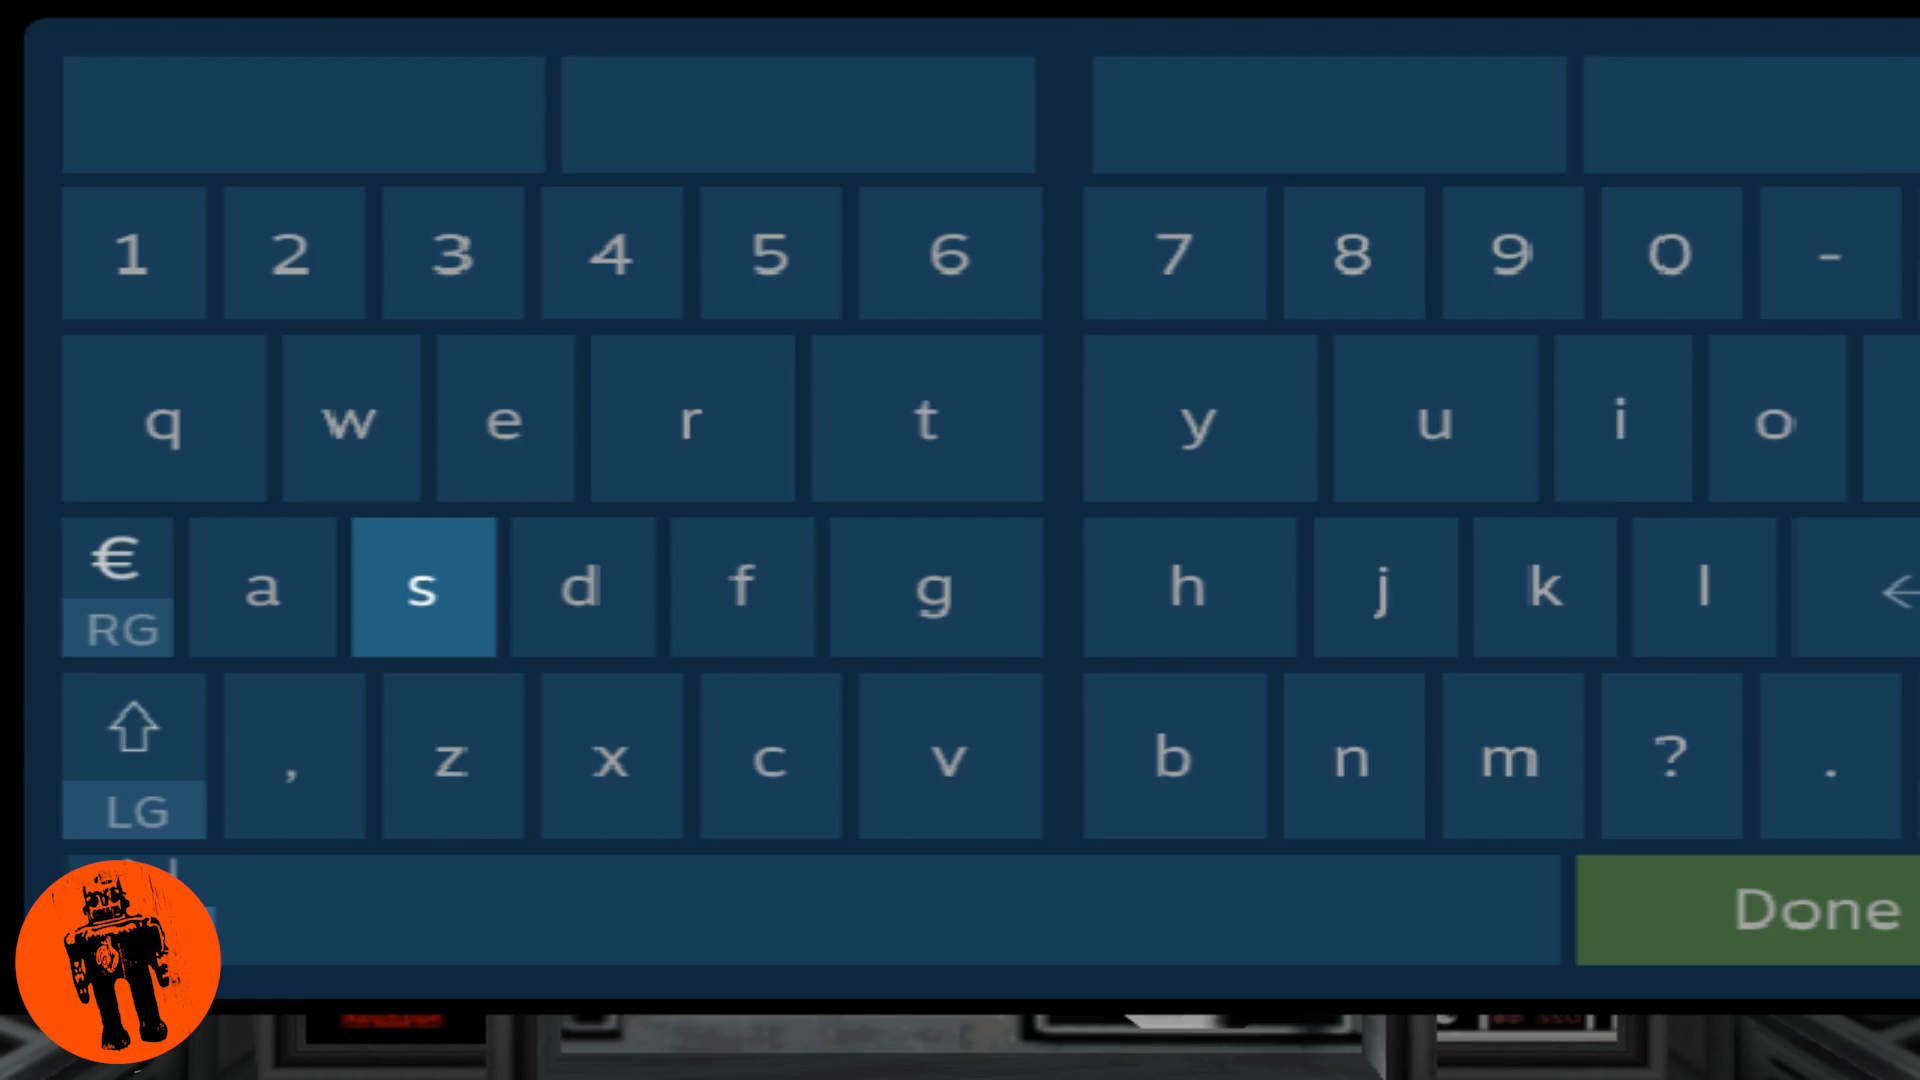 1 2 3 4 5 6 7 8 9 0 -
q w e r t y u i o
€ a s d f g h j k l ←
RG
⇧ , z x c v b n m ? .
LG
Done